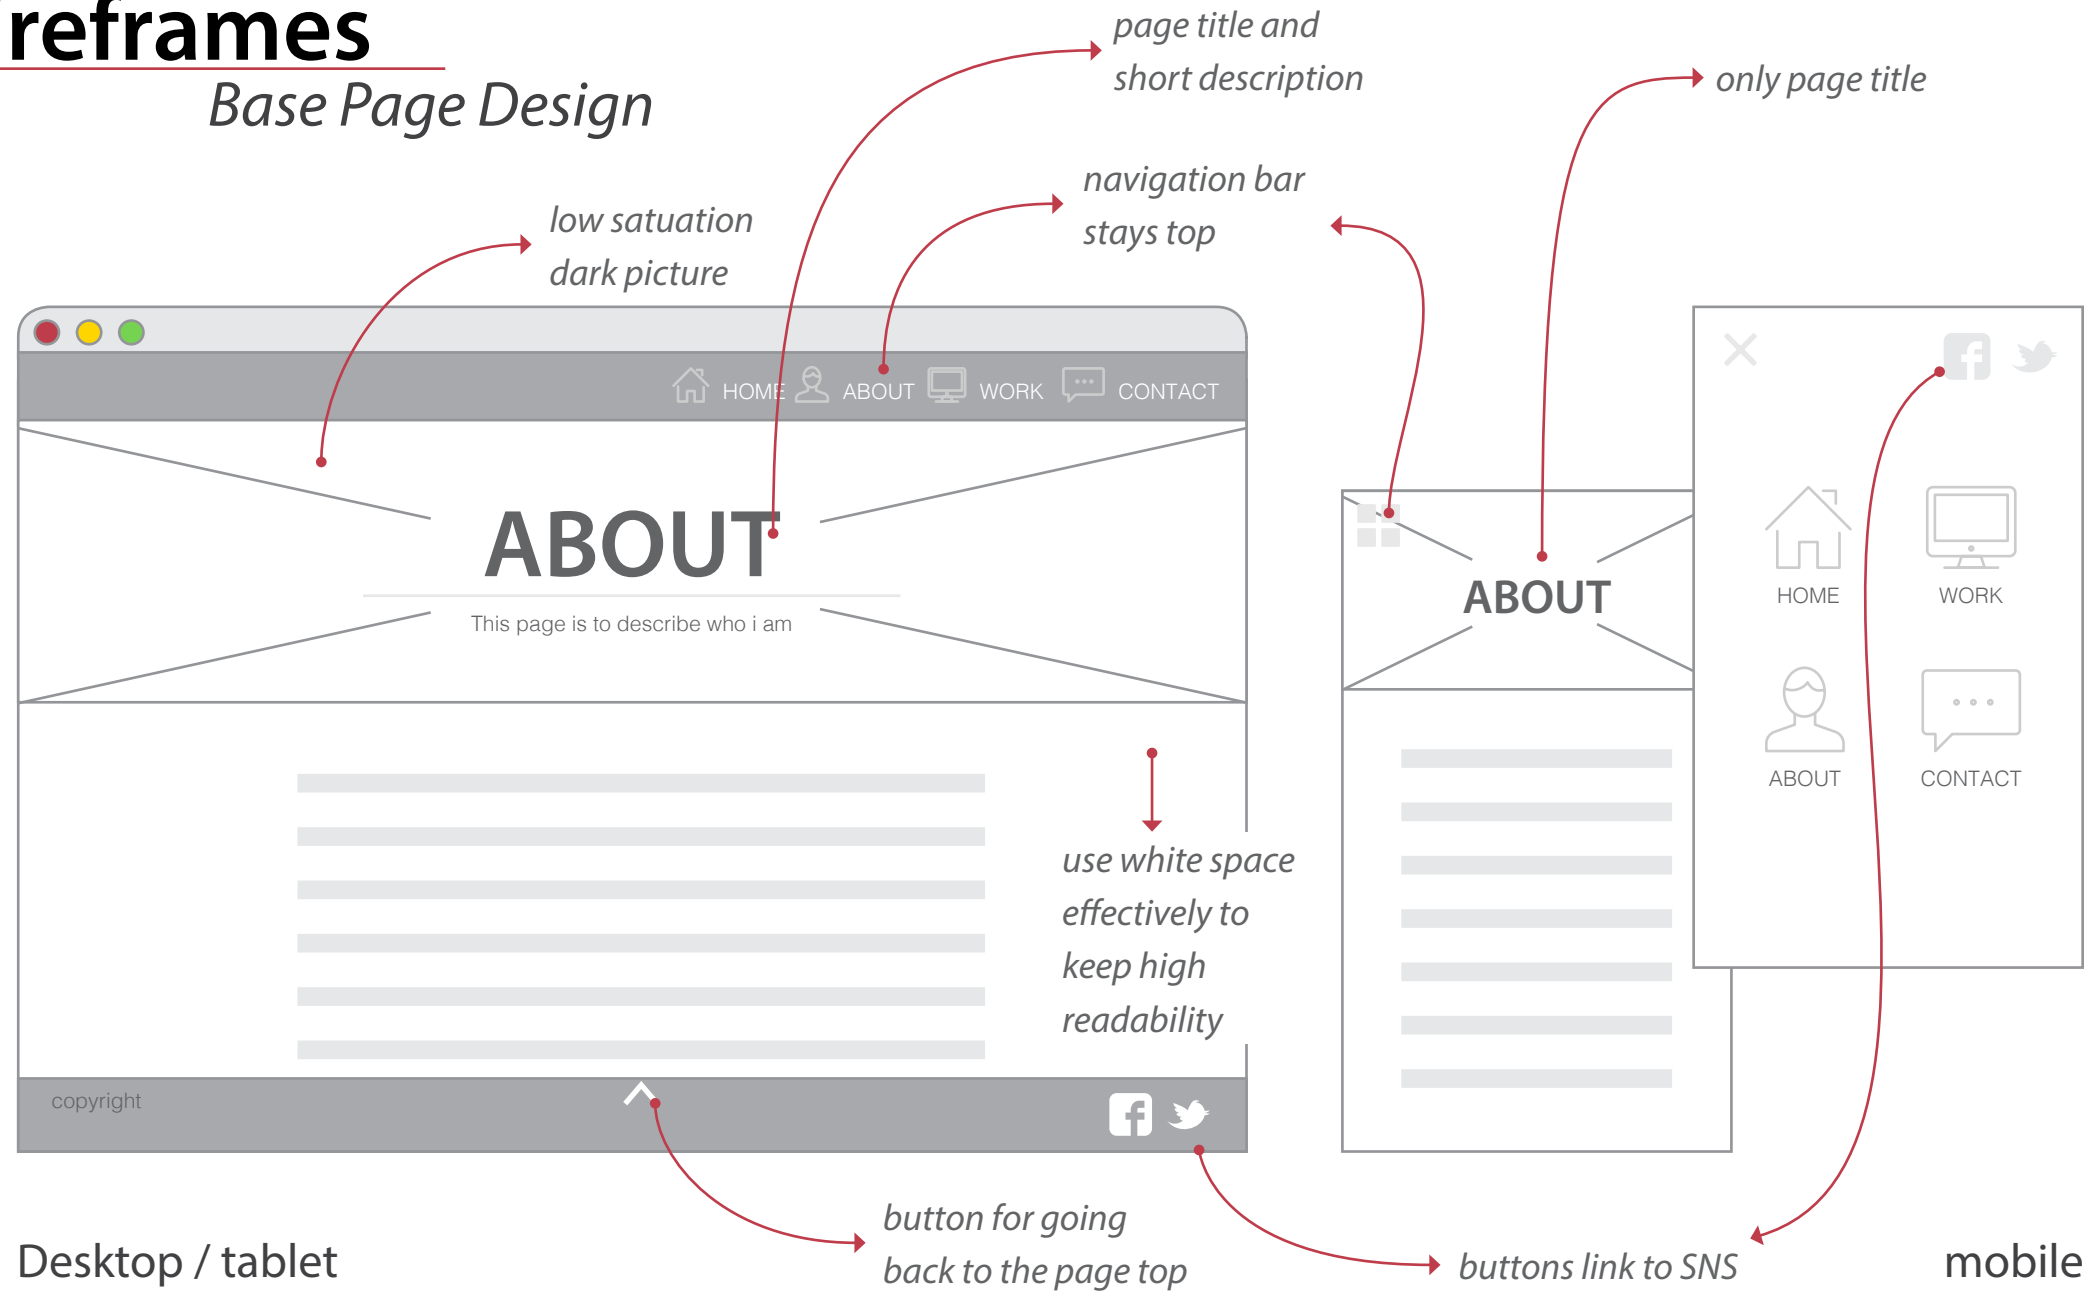 reframes
Base Page Design
page title and
short description
only page title
navigation bar
stays top
low satuation
dark picture
HOME ABOUT WORK CONTACT
ABOUT
This page is to describe who i am
ABOUT
HOME
WORK
ABOUT
CONTACT
use white space
effectively to
keep high
readability
copyright
button for going
back to the page top
buttons link to SNS
Desktop / tablet
mobile